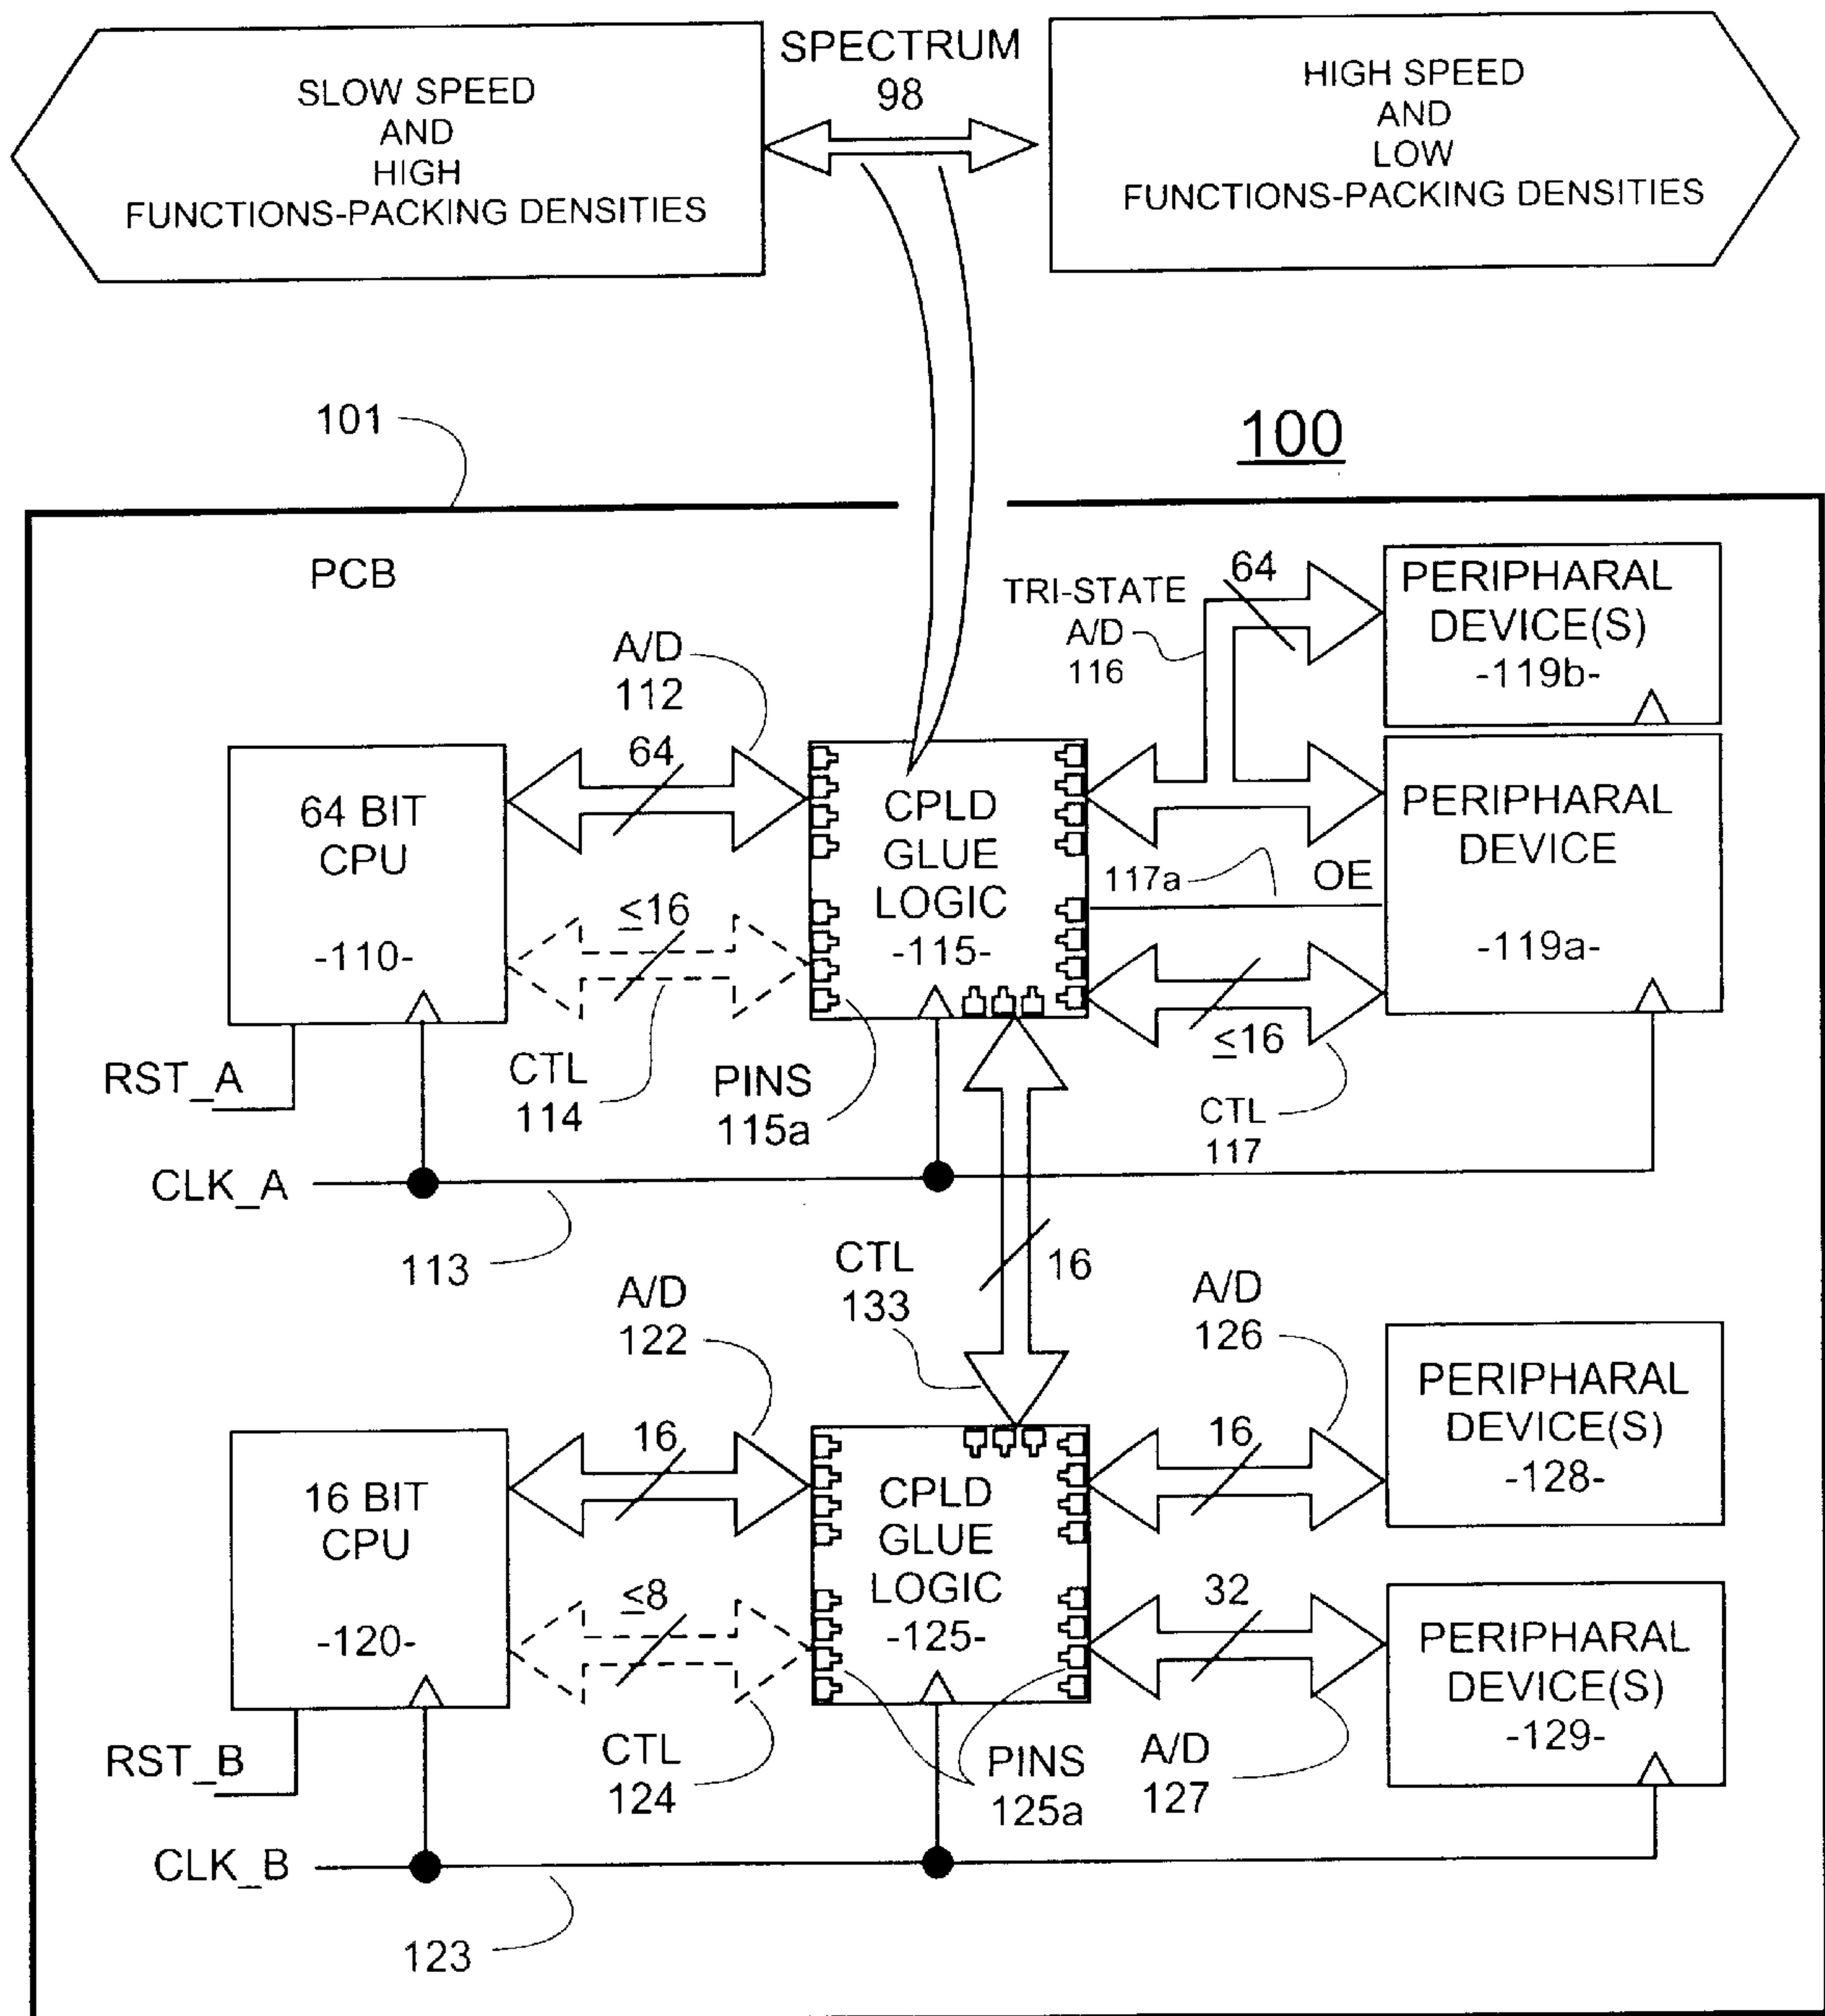 SLOW SPEED
AND
HIGH
FUNCTIONS-PACKING DENSITIES
SPECTRUM
98
HIGH SPEED
AND
LOW
FUNCTIONS-PACKING DENSITIES
101
100
PCB
A/D
112
64
TRI-STATE
A/D
116
64
PERIPHARAL
DEVICE(S)
-119b-
64 BIT
CPU
-110-
≤16
CTL
114
CPLD
GLUE
LOGIC
-115-
PINS
115a
117a
OE
PERIPHARAL
DEVICE
-119a-
≤16
CTL
117
RST_A
CLK_A
113
CTL
133
16
A/D
122
16
A/D
126
16
PERIPHARAL
DEVICE(S)
-128-
16 BIT
CPU
-120-
≤8
CTL
124
CPLD
GLUE
LOGIC
-125-
PINS
125a
32
A/D
127
PERIPHARAL
DEVICE(S)
-129-
RST_B
CLK_B
123